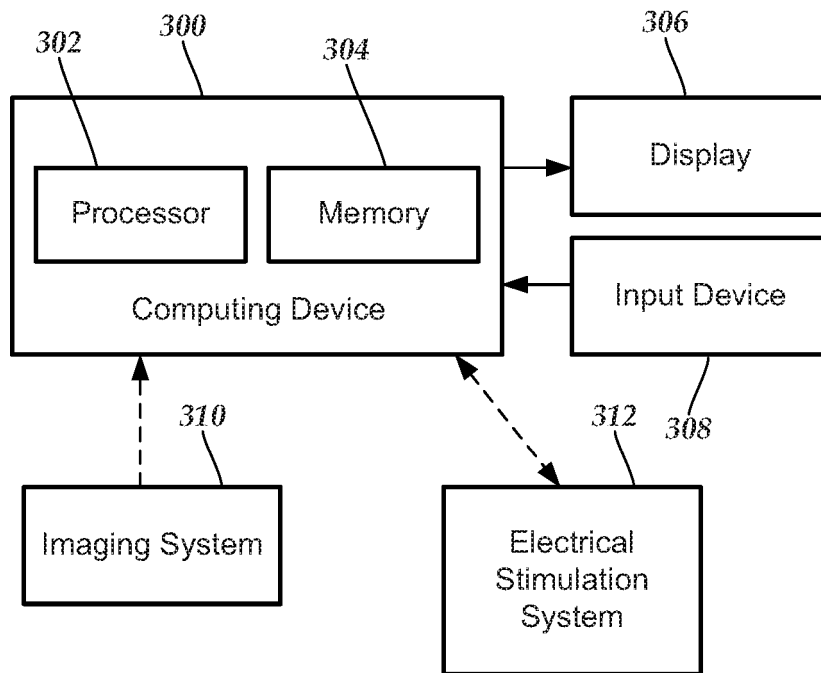 300
302
304
306
Processor
Memory
Computing Device
Display
Input Device
308
310
312
Imaging System
Electrical
Stimulation
System